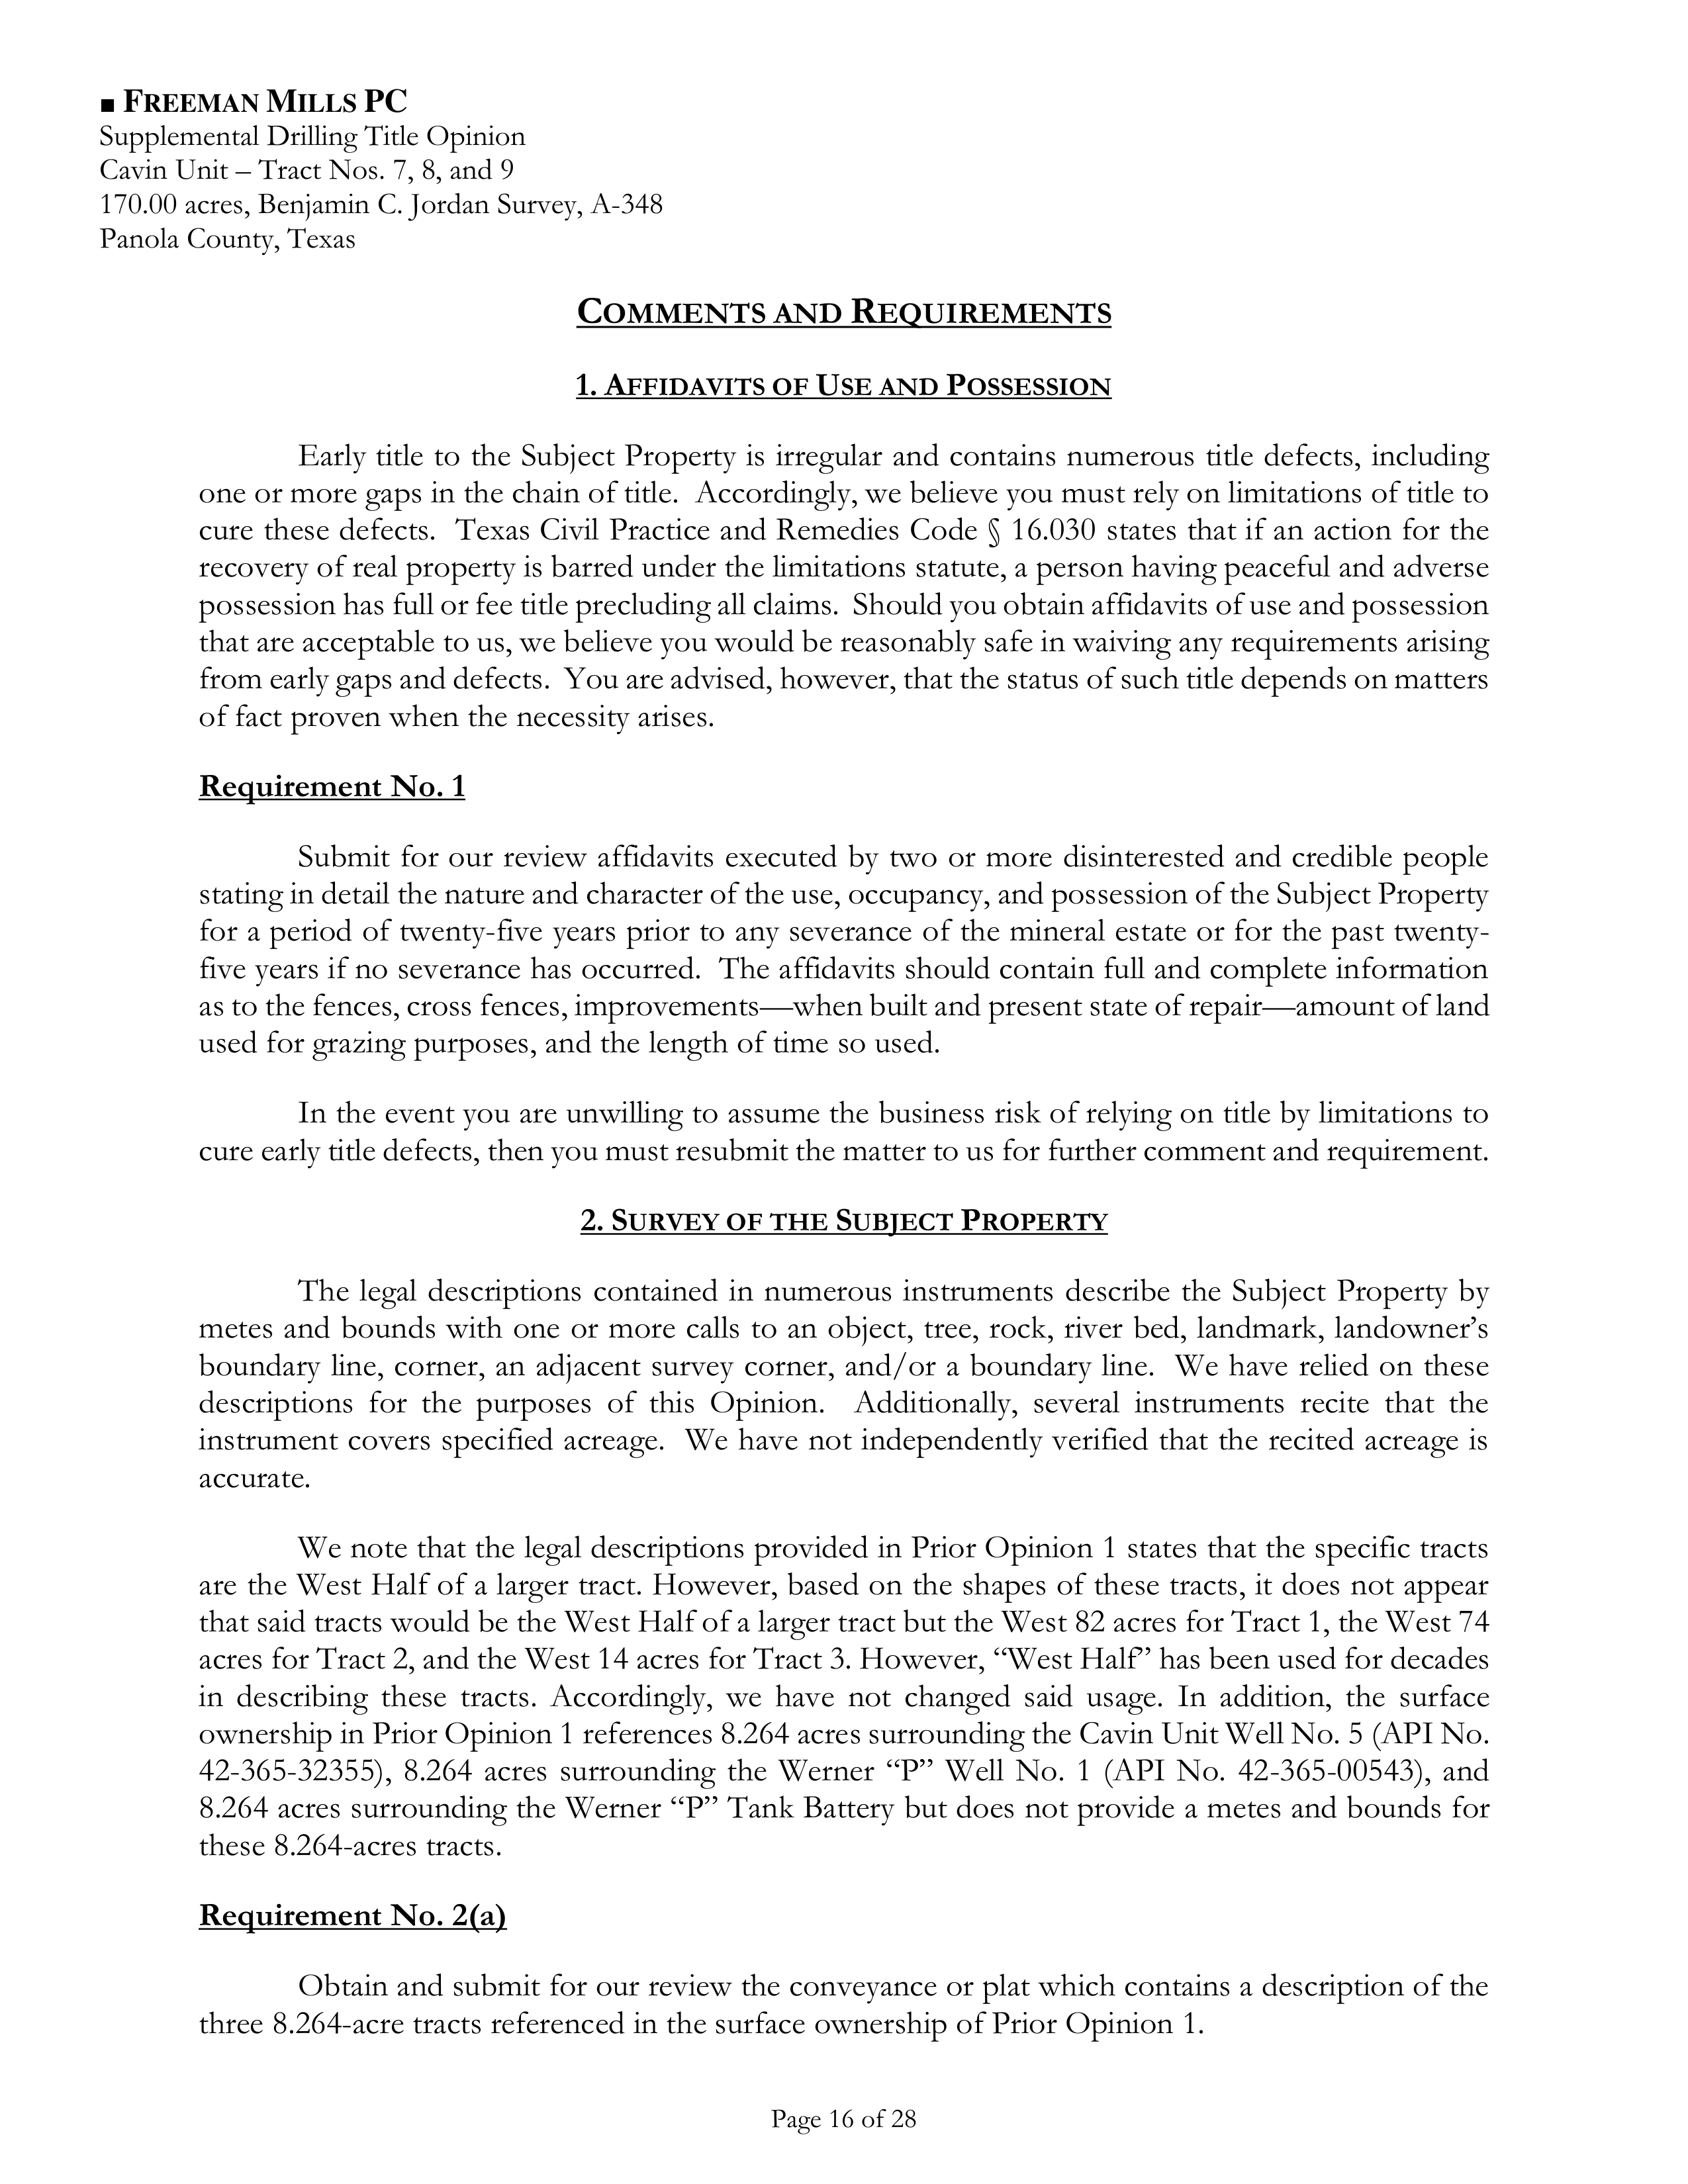 ■ FREEMAN MILLS PC
Supplemental Drilling Title Opinion
Cavin Unit – Tract Nos. 7, 8, and 9
170.00 acres, Benjamin C. Jordan Survey, A-348
Panola County, Texas
COMMENTS AND REQUIREMENTS
1. AFFIDAVITS OF USE AND POSSESSION
Early title to the Subject Property is irregular and contains numerous title defects, including
one or more gaps in the chain of title. Accordingly, we believe you must rely on limitations of title to
cure these defects. Texas Civil Practice and Remedies Code § 16.030 states that if an action for the
recovery of real property is barred under the limitations statute, a person having peaceful and adverse
possession has full or fee title precluding all claims. Should you obtain affidavits of use and possession
that are acceptable to us, we believe you would be reasonably safe in waiving any requirements arising
from early gaps and defects. You are advised, however, that the status of such title depends on matters
of fact proven when the necessity arises.
Requirement No. 1
Submit for our review affidavits executed by two or more disinterested and credible people
stating in detail the nature and character of the use, occupancy, and possession of the Subject Property
for a period of twenty-five years prior to any severance of the mineral estate or for the past twenty-
five years if no severance has occurred. The affidavits should contain full and complete information
as to the fences, cross fences, improvements—when built and present state of repair—amount of land
used for grazing purposes, and the length of time so used.
In the event you are unwilling to assume the business risk of relying on title by limitations to
cure early title defects, then you must resubmit the matter to us for further comment and requirement.
2. SURVEY OF THE SUBJECT PROPERTY
The legal descriptions contained in numerous instruments describe the Subject Property by
metes and bounds with one or more calls to an object, tree, rock, river bed, landmark, landowner’s
boundary line, corner, an adjacent survey corner, and/or a boundary line. We have relied on these
descriptions for the purposes of this Opinion. Additionally, several instruments recite that the
instrument covers specified acreage. We have not independently verified that the recited acreage is
accurate.
We note that the legal descriptions provided in Prior Opinion 1 states that the specific tracts
are the West Half of a larger tract. However, based on the shapes of these tracts, it does not appear
that said tracts would be the West Half of a larger tract but the West 82 acres for Tract 1, the West 74
acres for Tract 2, and the West 14 acres for Tract 3. However, “West Half” has been used for decades
in describing these tracts. Accordingly, we have not changed said usage. In addition, the surface
ownership in Prior Opinion 1 references 8.264 acres surrounding the Cavin Unit Well No. 5 (API No.
42-365-32355), 8.264 acres surrounding the Werner “P” Well No. 1 (API No. 42-365-00543), and
8.264 acres surrounding the Werner “P” Tank Battery but does not provide a metes and bounds for
these 8.264-acres tracts.
Requirement No. 2(a)
Obtain and submit for our review the conveyance or plat which contains a description of the
three 8.264-acre tracts referenced in the surface ownership of Prior Opinion 1.
Page 16 of 28